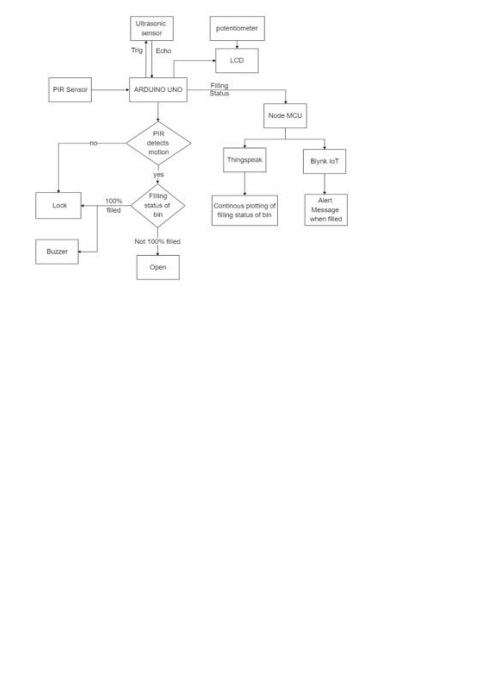 Ultrasonic
sensor
potentiometer
Trig
Echo
LCD
PIR Sensor
ARDUINO UNO
Filling
Status
Node MCU
PIR
detects
motion
no
yes
Thingspeak
Blynk IoT
Lock
100%
filled
Filling
status of
bin
Continous plotting of
filling status of bin
Alert
Message
when filled
Buzzer
Not 100% filled
Open